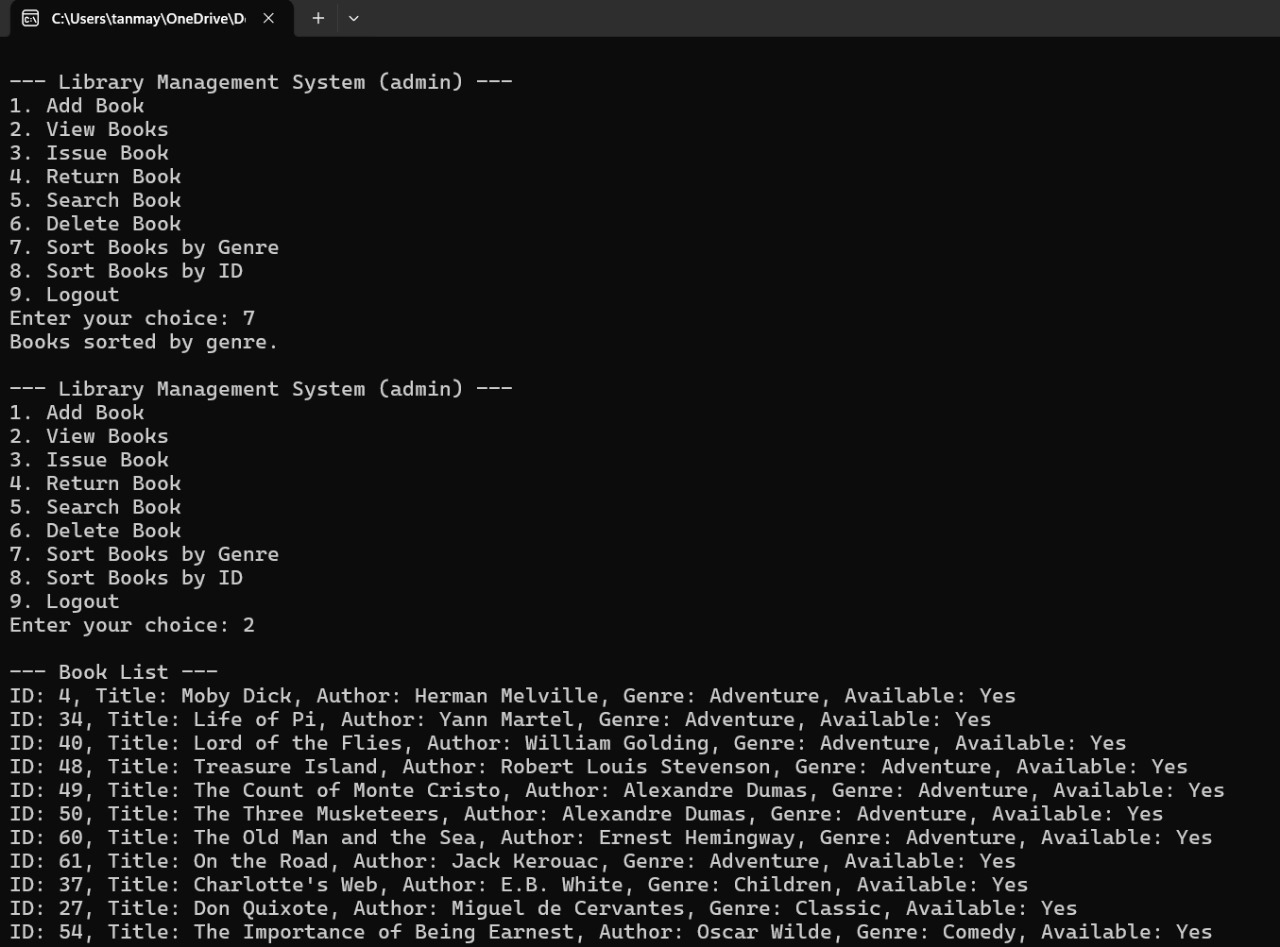 C:\Users\tanmay\OneDrive\D
--- Library Management System (admin) ---
1. Add Book
2. View Books
3. Issue Book
4. Return Book
5. Search Book
6. Delete Book
7. Sort Books by Genre
8. Sort Books by ID
9. Logout
Enter your choice: 7
Books sorted by genre.
--- Library Management System (admin) ---
1. Add Book
2. View Books
3. Issue Book
4. Return Book
5. Search Book
6. Delete Book
7. Sort Books by Genre
8. Sort Books by ID
9. Logout
Enter your choice: 2
--- Book List ---
ID: 4, Title: Moby Dick, Author: Herman Melville, Genre: Adventure, Available: Yes
ID: 34, Title: Life of Pi, Author: Yann Martel, Genre: Adventure, Available: Yes
ID: 40, Title: Lord of the Flies, Author: William Golding, Genre: Adventure, Available: Yes
ID: 48, Title: Treasure Island, Author: Robert Louis Stevenson, Genre: Adventure, Available: Yes
ID: 49, Title: The Count of Monte Cristo, Author: Alexandre Dumas, Genre: Adventure, Available: Yes
ID: 50, Title: The Three Musketeers, Author: Alexandre Dumas, Genre: Adventure, Available: Yes
ID: 60, Title: The Old Man and the Sea, Author: Ernest Hemingway, Genre: Adventure, Available: Yes
ID: 61, Title: On the Road, Author: Jack Kerouac, Genre: Adventure, Available: Yes
ID: 37, Title: Charlotte's Web, Author: E.B. White, Genre: Children, Available: Yes
ID: 27, Title: Don Quixote, Author: Miguel de Cervantes, Genre: Classic, Available: Yes
ID: 54, Title: The Importance of Being Earnest, Author: Oscar Wilde, Genre: Comedy, Available: Yes